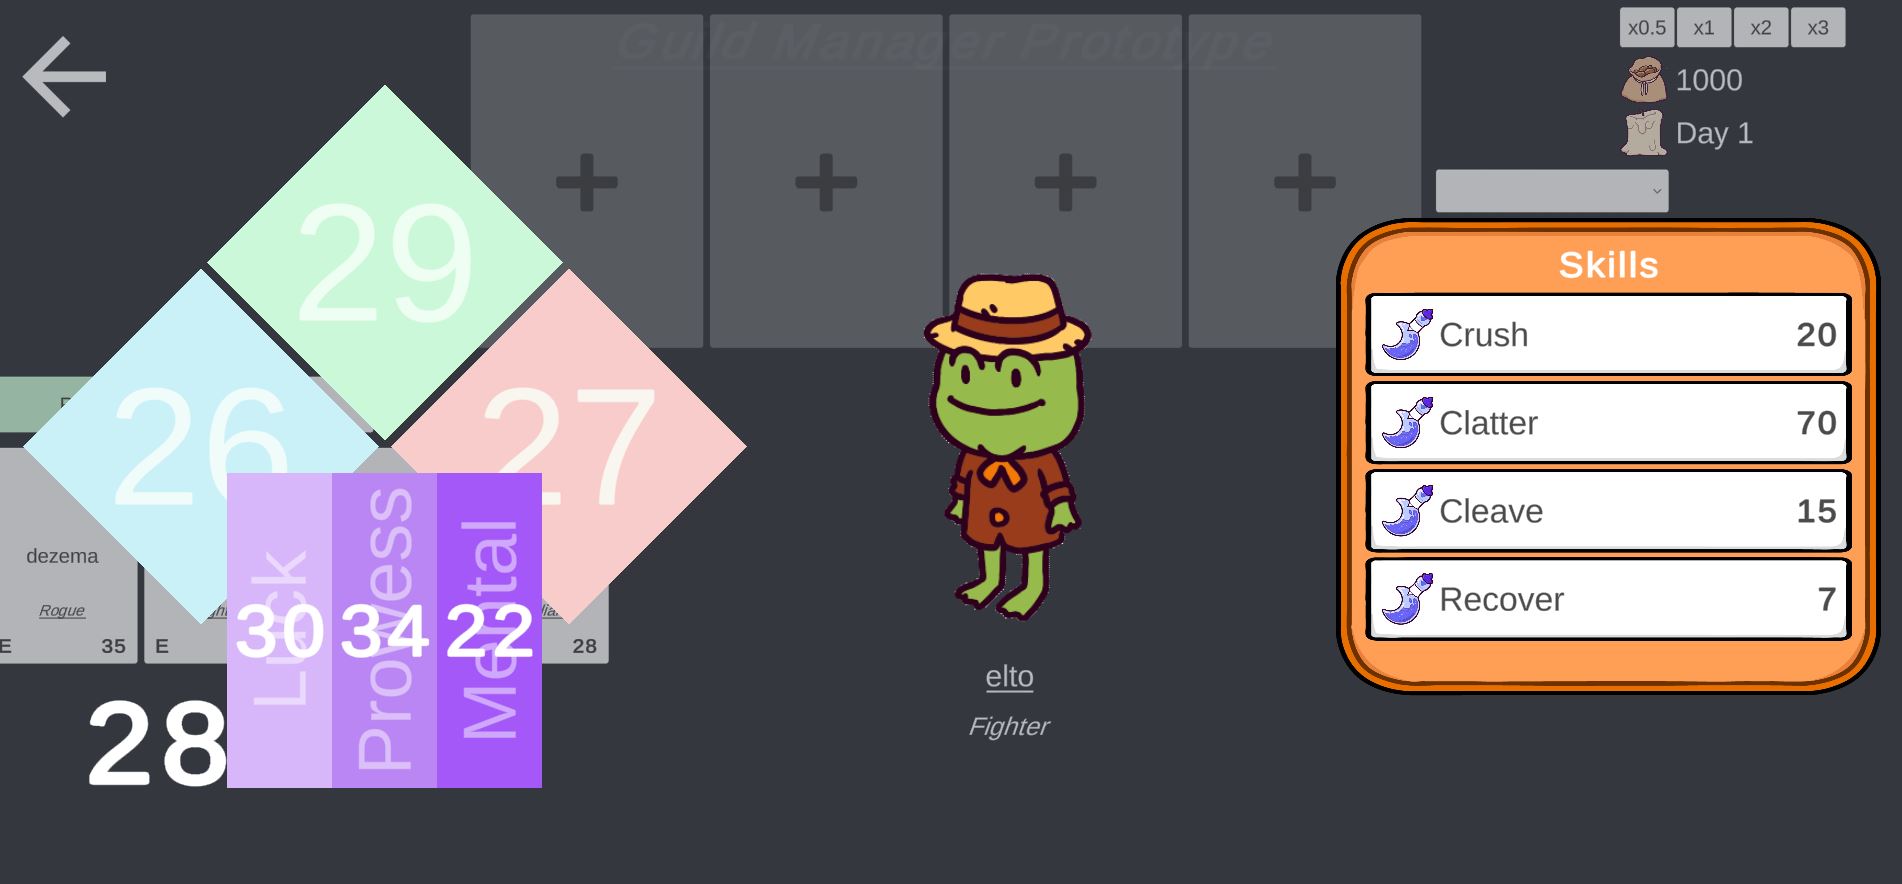 Guild Manager Prototype
x0.5 x1 x2 x3
1000
Day 1
29
26
27
Skills
Crush 20
Clatter 70
Cleave 15
Recover 7
dezema
Rogue
E 35
E
28
Luck
30
Prowess
34
Mental
22
28
elto
Fighter